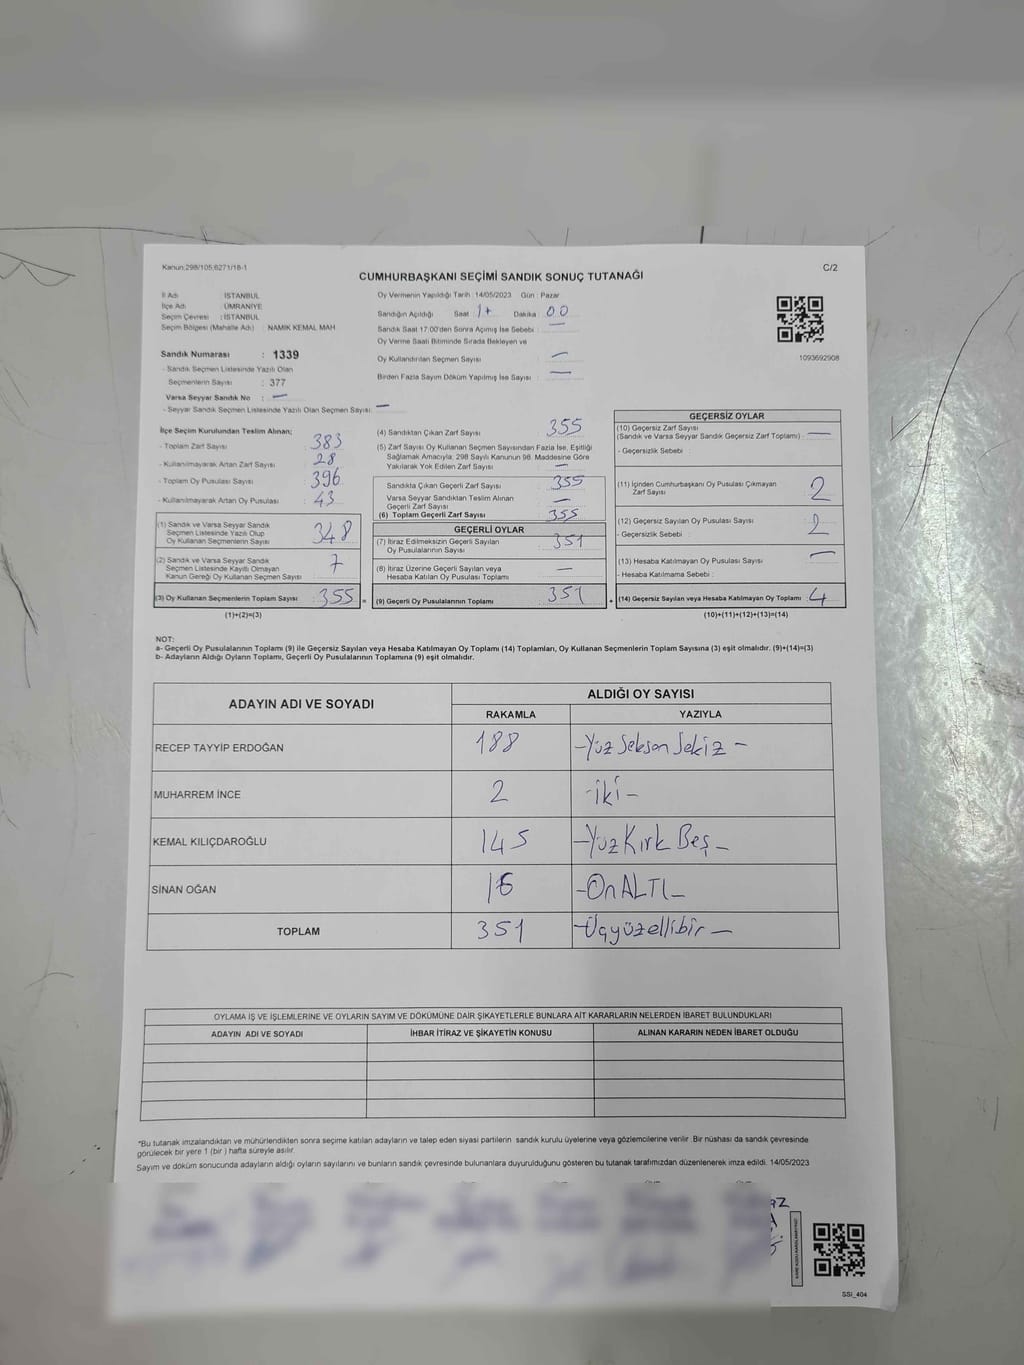 Kanun:298/105,6271/18-1
C/2
CUMHURBAŞKANI SEÇİMİ SANDIK SONUÇ TUTANAĞI
İl Adı : İSTANBUL
İlçe Adı : ÜMRANİYE
Seçim Çevresi : İSTANBUL
Seçim Bölgesi (Mahalle Adı) : NAMIK KEMAL MAH
Sandık Numarası : 1339
- Sandık Seçmen Listesinde Yazılı Olan
Seçmenlerin Sayısı : 377
Varsa Seyyar Sandık No : —
- Seyyar Sandık Seçmen Listesinde Yazılı Olan Seçmen Sayısı: —
Oy Vermenin Yapıldığı Tarih : 14/05/2023 Gün : Pazar
Sandığın Açıldığı Saat : Dakika : 00
Sandık Saat 17:00'den Sonra Açımış İse Sebebi : —
Oy Verme Saati Bitiminde Sırada Bekleyen ve
Oy Kullandırılan Seçmen Sayısı : —
Birden Fazla Sayım Döküm Yapılmış İse Sayısı : —
1093692908
İlçe Seçim Kurulundan Teslim Alınan;
- Toplam Zarf Sayısı : 383
- Kullanılmayarak Artan Zarf Sayısı : 28
- Toplam Oy Pusulası Sayısı : 396
- Kullanılmayarak Artan Oy Pusulası : 43
(1) Sandık ve Varsa Seyyar Sandık
Seçmen Listesinde Yazılı Olup
Oy Kullanan Seçmenlerin Sayısı : 348
(2) Sandık ve Varsa Seyyar Sandık
Seçmen Listesinde Kayıtlı Olmayan
Kanun Gereği Oy Kullanan Seçmen Sayısı : 7
(3) Oy Kullanan Seçmenlerin Toplam Sayısı : 355 =
(1)+(2)=(3)
(4) Sandıktan Çıkan Zarf Sayısı : 355
(5) Zarf Sayısı Oy Kullanan Seçmen Sayısından Fazla İse, Eşitliği
Sağlamak Amacıyla; 298 Sayılı Kanunun 98. Maddesine Göre
Yakılarak Yok Edilen Zarf Sayısı : —
Sandıkta Çıkan Geçerli Zarf Sayısı : 355
Varsa Seyyar Sandıktan Teslim Alınan
Geçerli Zarf Sayısı : —
(6) Toplam Geçerli Zarf Sayısı : 355
GEÇERLİ OYLAR
(7) İtiraz Edilmeksizin Geçerli Sayılan
Oy Pusulalarının Sayısı : 351
(8) İtiraz Üzerine Geçerli Sayılan veya
Hesaba Katılan Oy Pusulası Toplamı : —
(9) Geçerli Oy Pusulalarının Toplamı : 351 +
GEÇERSİZ OYLAR
(10) Geçersiz Zarf Sayısı
(Sandık ve Varsa Seyyar Sandık Geçersiz Zarf Toplamı) : —
- Geçersizlik Sebebi :
(11) İçinden Cumhurbaşkanı Oy Pusulası Çıkmayan
Zarf Sayısı : 2
(12) Geçersiz Sayılan Oy Pusulası Sayısı : 2
- Geçersizlik Sebebi :
(13) Hesaba Katılmayan Oy Pusulası Sayısı : —
- Hesaba Katılmama Sebebi :
(14) Geçersiz Sayılan veya Hesaba Katılmayan Oy Toplamı : 4
(10)+(11)+(12)+(13)=(14)
NOT:
a- Geçerli Oy Pusulalarının Toplamı (9) ile Geçersiz Sayılan veya Hesaba Katılmayan Oy Toplamı (14) Toplamları, Oy Kullanan Seçmenlerin Toplam Sayısına (3) eşit olmalıdır. (9)+(14)=(3)
b- Adayların Aldığı Oyların Toplamı, Geçerli Oy Pusulalarının Toplamına (9) eşit olmalıdır.
ADAYIN ADI VE SOYADI
ALDIĞI OY SAYISI
RAKAMLA YAZIYLA
RECEP TAYYİP ERDOĞAN 188 -Yüz Seksen Sekiz -
MUHARREM İNCE 2 -iki-
KEMAL KILIÇDAROĞLU 145 -Yüz Kırk Beş-
SİNAN OĞAN 16 -On ALTI-
TOPLAM 351 -Üçyüzellibir-
OYLAMA İŞ VE İŞLEMLERİNE VE OYLARIN SAYIM VE DÖKÜMÜNE DAİR ŞİKAYETLERLE BUNLARA AİT KARARLARIN NELERDEN İBARET BULUNDUKLARI
ADAYIN ADI VE SOYADI İHBAR İTİRAZ VE ŞİKAYETİN KONUSU ALINAN KARARIN NEDEN İBARET OLDUĞU
*Bu tutanak imzalandıktan ve mühürlendikten sonra seçime katılan adayların ve talep eden siyasi partilerin sandık kurulu üyelerine veya gözlemcilerine verilir. Bir nüshası da sandık çevresinde
görülecek bir yere 1 (bir ) hafta süreyle asılır.
Sayım ve döküm sonucunda adayların aldığı oyların sayılarını ve bunların sandık çevresinde bulunanlara duyurulduğunu gösteren bu tutanak tarafımızdan düzenlenerek imza edildi. 14/05/2023
SSİ_404